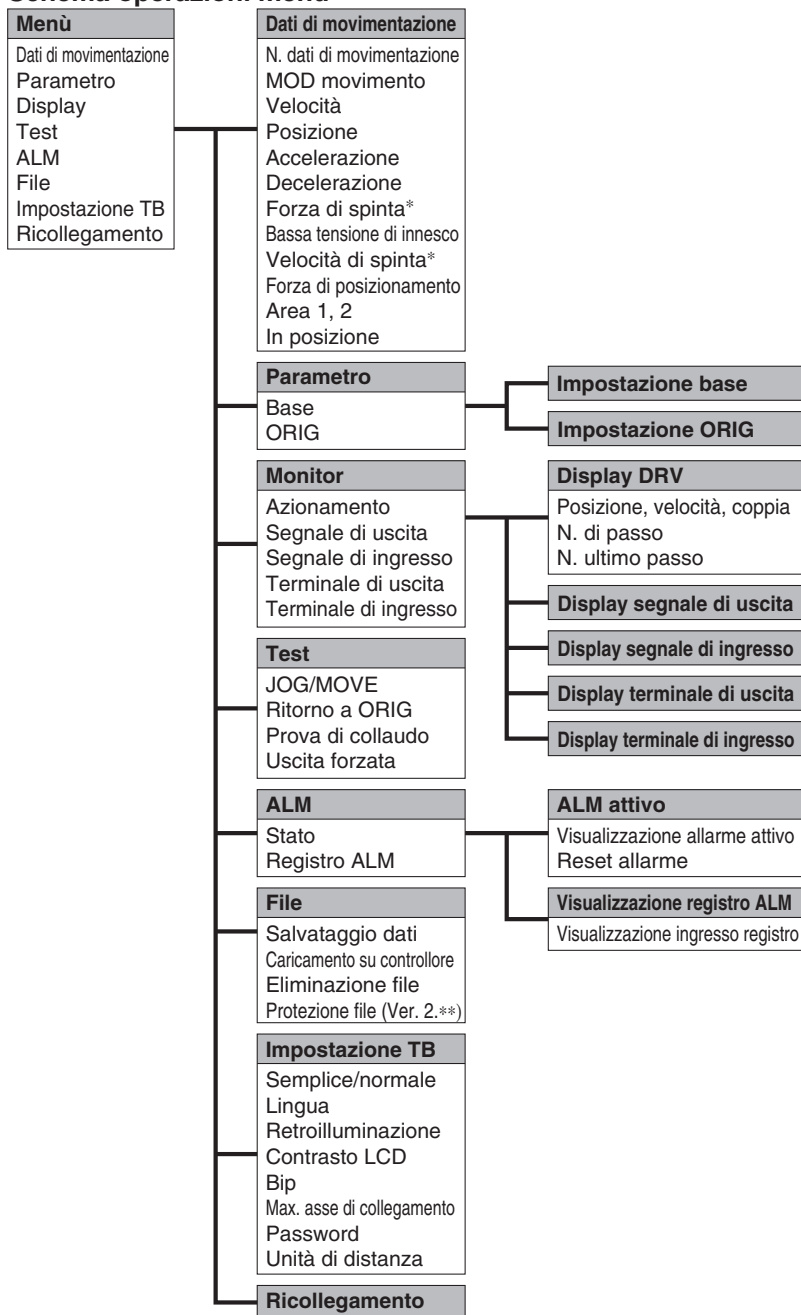 Schema operazioni menù
Menù
Dati di movimentazione
Parametro
Display
Test
ALM
File
Impostazione TB
Ricollegamento
Dati di movimentazione
N. dati di movimentazione
MOD movimento
Velocità
Posizione
Accelerazione
Decelerazione
Forza di spinta*
Bassa tensione di innesco
Velocità di spinta*
Forza di posizionamento
Area 1, 2
In posizione
Parametro
Base
ORIG
Impostazione base
Impostazione ORIG
Monitor
Azionamento
Segnale di uscita
Segnale di ingresso
Terminale di uscita
Terminale di ingresso
Display DRV
Posizione, velocità, coppia
N. di passo
N. ultimo passo
Display segnale di uscita
Display segnale di ingresso
Display terminale di uscita
Display terminale di ingresso
Test
JOG/MOVE
Ritorno a ORIG
Prova di collaudo
Uscita forzata
ALM
Stato
Registro ALM
ALM attivo
Visualizzazione allarme attivo
Reset allarme
Visualizzazione registro ALM
Visualizzazione ingresso registro
File
Salvataggio dati
Caricamento su controllore
Eliminazione file
Protezione file (Ver. 2.**)
Impostazione TB
Semplice/normale
Lingua
Retroilluminazione
Contrasto LCD
Bip
Max. asse di collegamento
Password
Unità di distanza
Ricollegamento